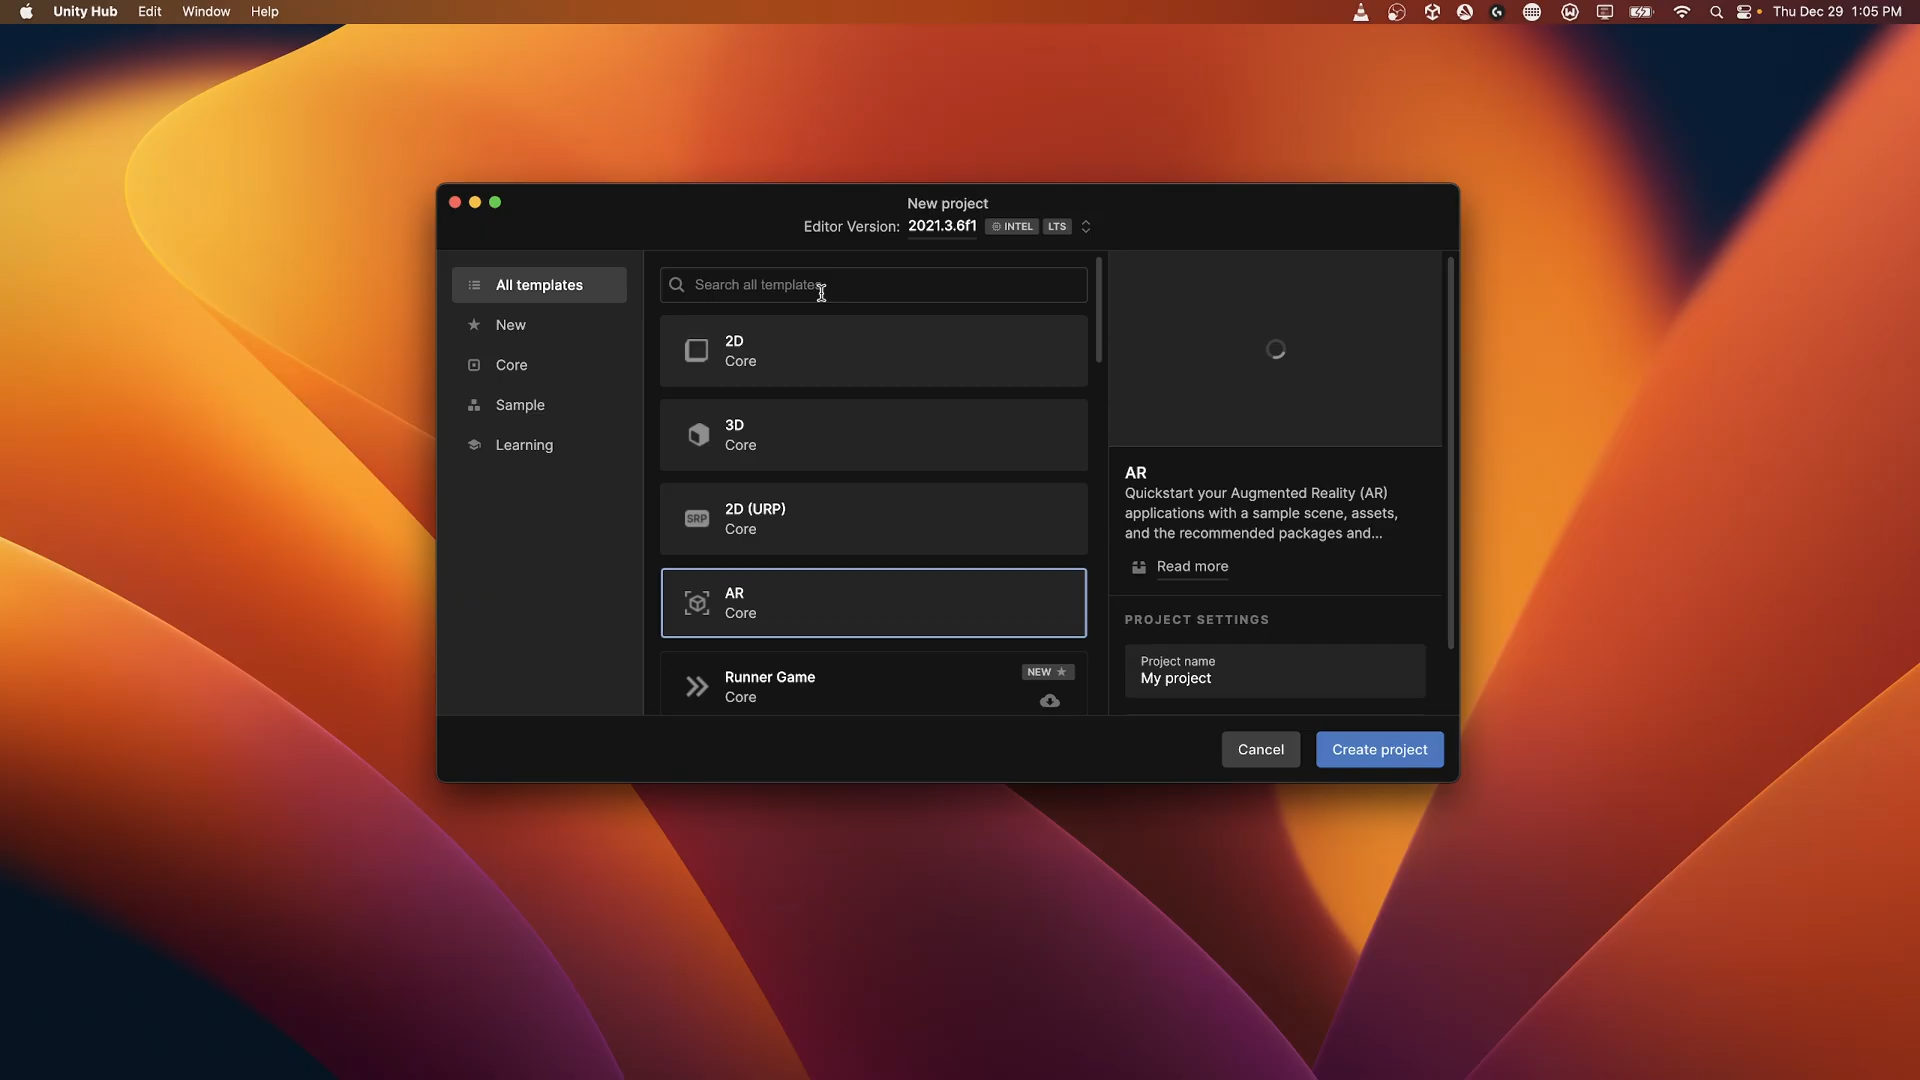 Unity Hub Edit Window Help Thu Dec 29 1:05 PM
New project
Editor Version: 2021.3.6f1 INTEL LTS
All templates
New
Core
Sample
Learning
Search all templates
2D
Core
3D
Core
SRP
2D (URP)
Core
AR
Core
Runner Game
Core
NEW
AR
Quickstart your Augmented Reality (AR)
applications with a sample scene, assets,
and the recommended packages and...
Read more
PROJECT SETTINGS
Project name
My project
Cancel
Create project